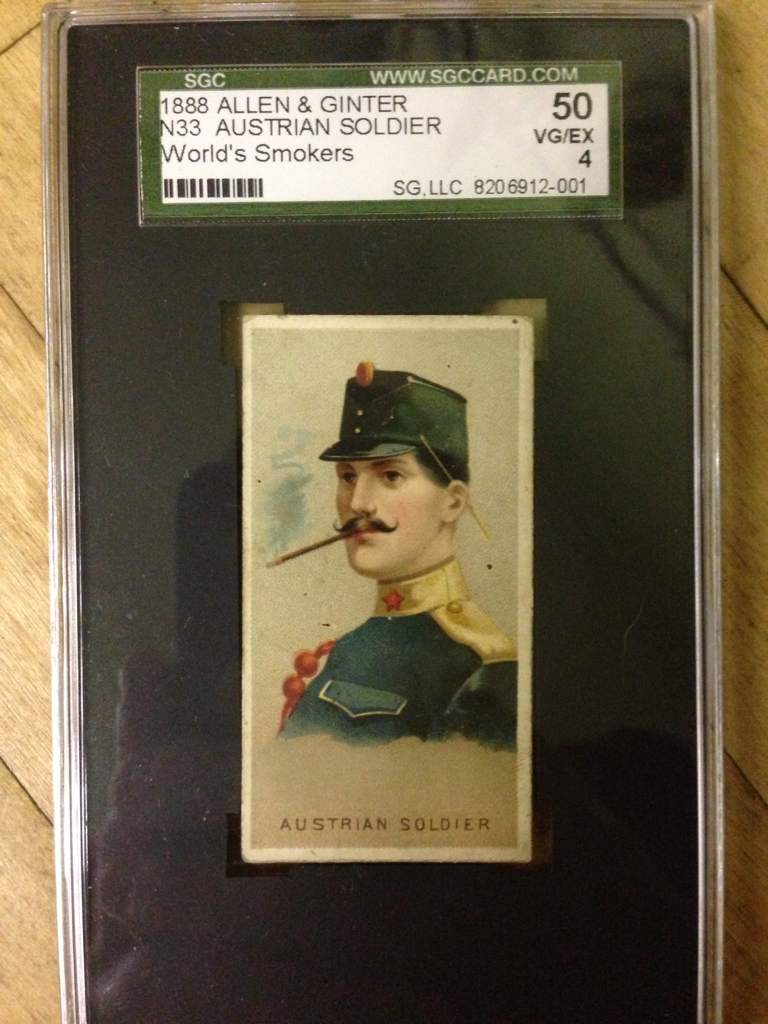 SGC WWW.SGCCARD.COM
1888 ALLEN & GINTER 50
N33 AUSTRIAN SOLDIER VG/EX
World's Smokers 4
SG,LLC 8206912-001
AUSTRIAN SOLDIER